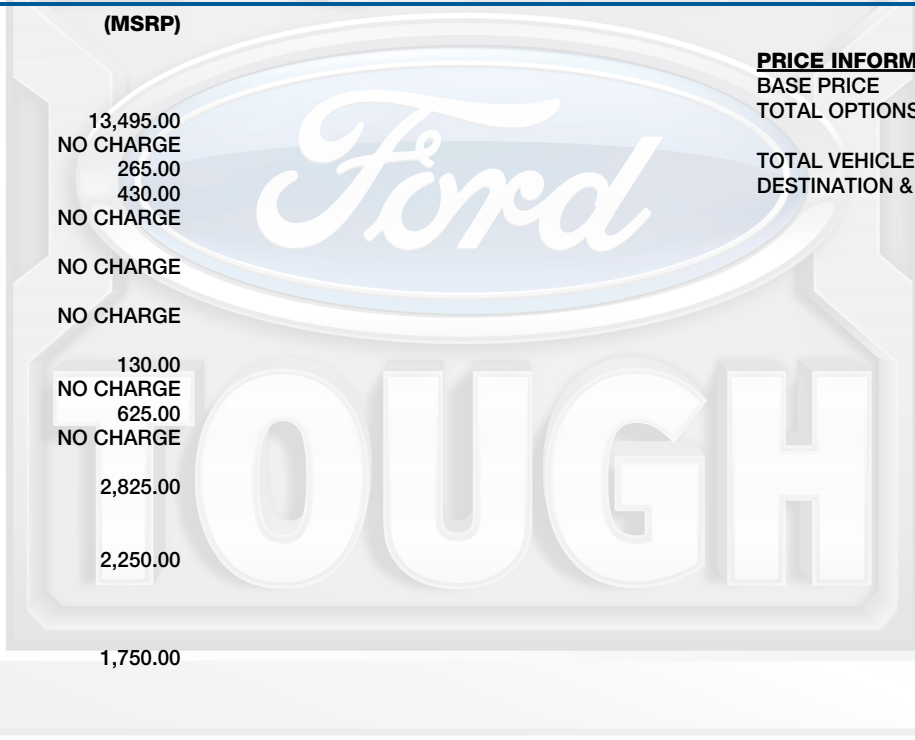 (MSRP)
13,495.00
NO CHARGE
265.00
430.00
NO CHARGE
NO CHARGE
NO CHARGE
130.00
NO CHARGE
625.00
NO CHARGE
2,825.00
2,250.00
1,750.00
PRICE INFORM
BASE PRICE
TOTAL OPTIONS
TOTAL VEHICLE
DESTINATION &
Ford
TOUGH